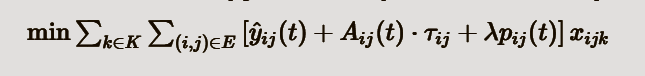 min ∑_{k∈K} ∑_{(i,j)∈E} [ŷ_{ij}(t) + A_{ij}(t) · τ_{ij} + λp_{ij}(t)] x_{ijk}